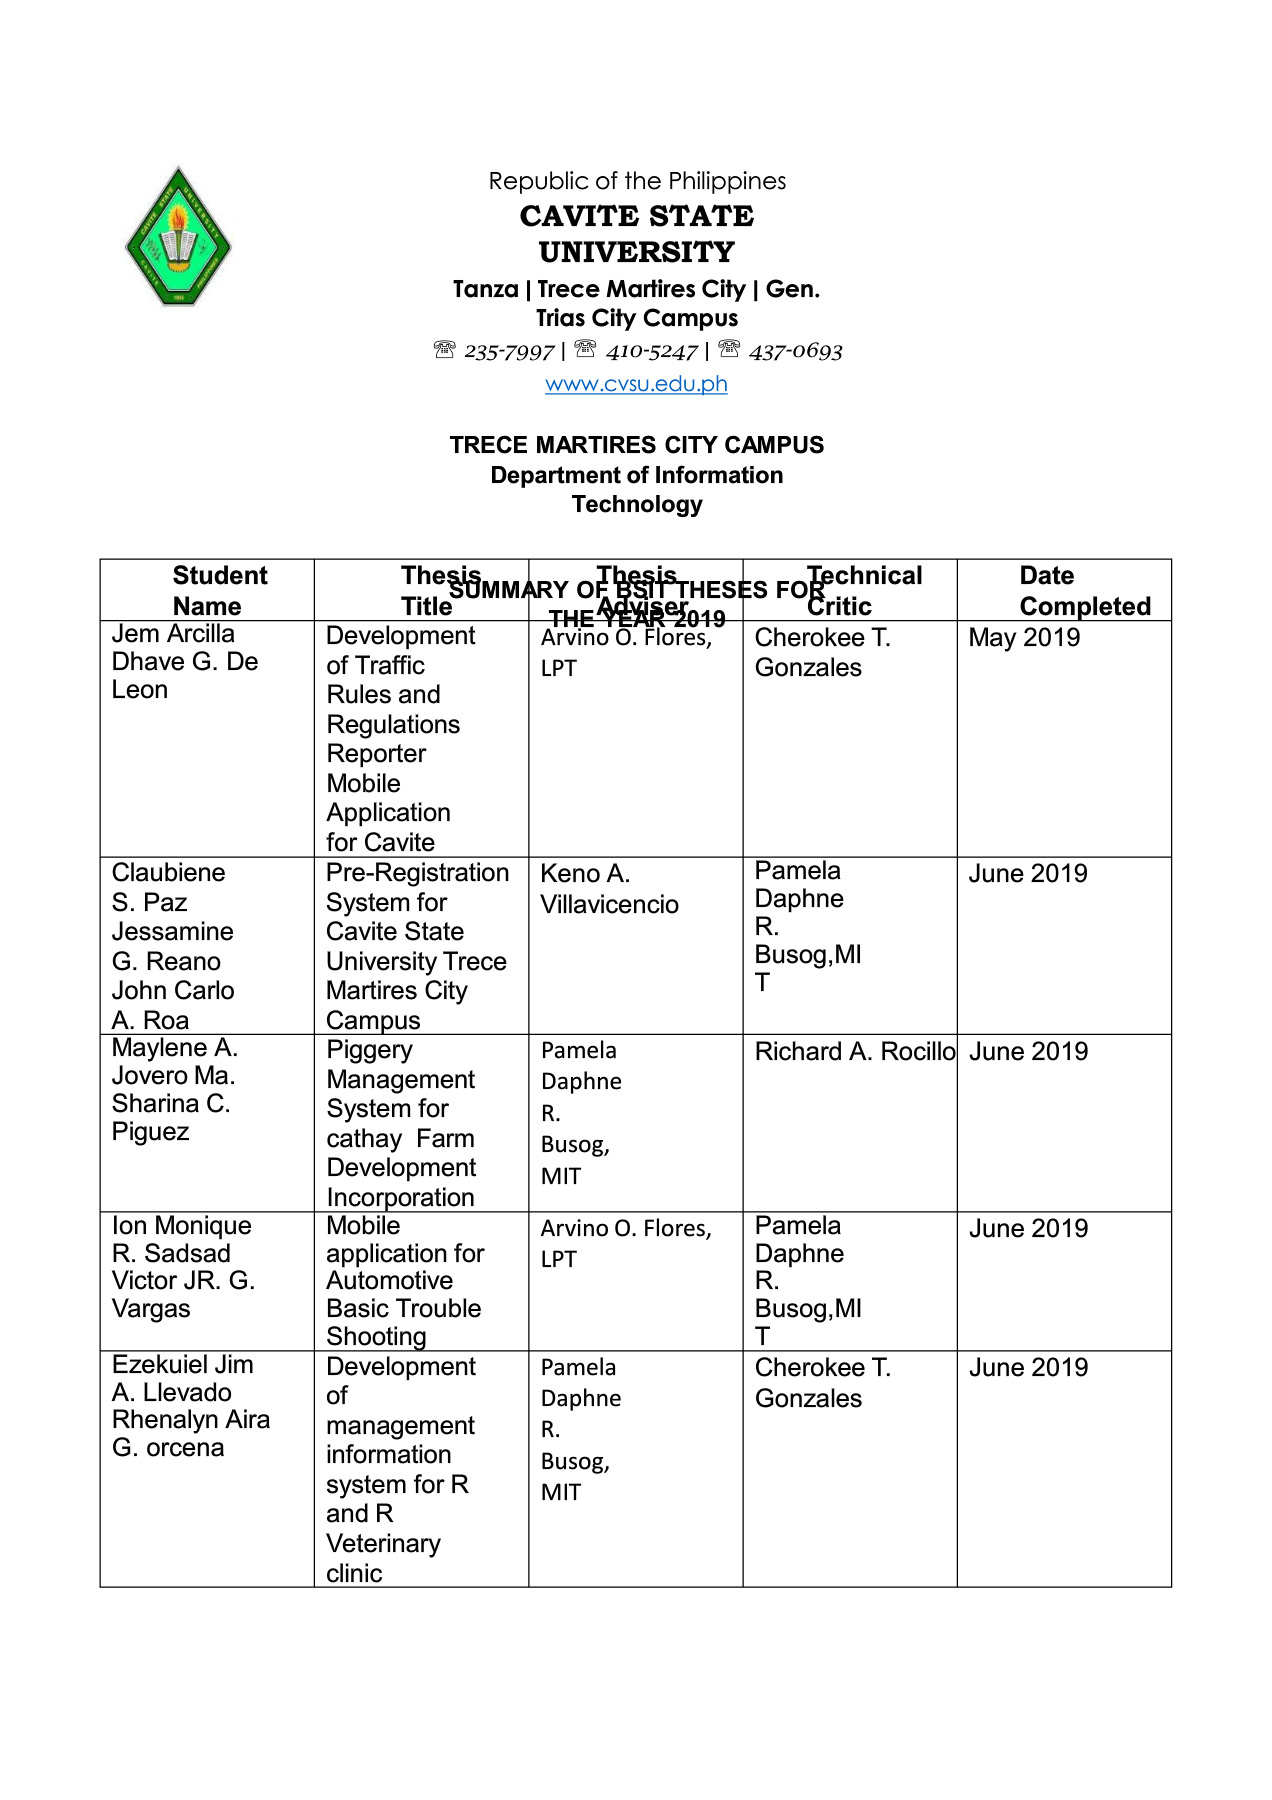 Republic of the Philippines
CAVITE STATE
UNIVERSITY
Tanza | Trece Martires City | Gen.
Trias City Campus
☏ 235-7997 | ☏ 410-5247 | ☏ 437-0693
www.cvsu.edu.ph
TRECE MARTIRES CITY CAMPUS
Department of Information
Technology
SUMMARY OF BSIT THESES FOR
THE YEAR 2019
Student
Name
Thesis
Title
Thesis
Adviser
Technical
Critic
Date
Completed
Jem Arcilla
Dhave G. De
Leon
Development
of Traffic
Rules and
Regulations
Reporter
Mobile
Application
for Cavite
Arvino O. Flores,
LPT
Cherokee T.
Gonzales
May 2019
Claubiene
S. Paz
Jessamine
G. Reano
John Carlo
A. Roa
Pre-Registration
System for
Cavite State
University Trece
Martires City
Campus
Keno A.
Villavicencio
Pamela
Daphne
R.
Busog,MI
T
June 2019
Maylene A.
Jovero Ma.
Sharina C.
Piguez
Piggery
Management
System for
cathay Farm
Development
Incorporation
Pamela
Daphne
R.
Busog,
MIT
Richard A. Rocillo
June 2019
Ion Monique
R. Sadsad
Victor JR. G.
Vargas
Mobile
application for
Automotive
Basic Trouble
Shooting
Arvino O. Flores,
LPT
Pamela
Daphne
R.
Busog,MI
T
June 2019
Ezekuiel Jim
A. Llevado
Rhenalyn Aira
G. orcena
Development
of
management
information
system for R
and R
Veterinary
clinic
Pamela
Daphne
R.
Busog,
MIT
Cherokee T.
Gonzales
June 2019